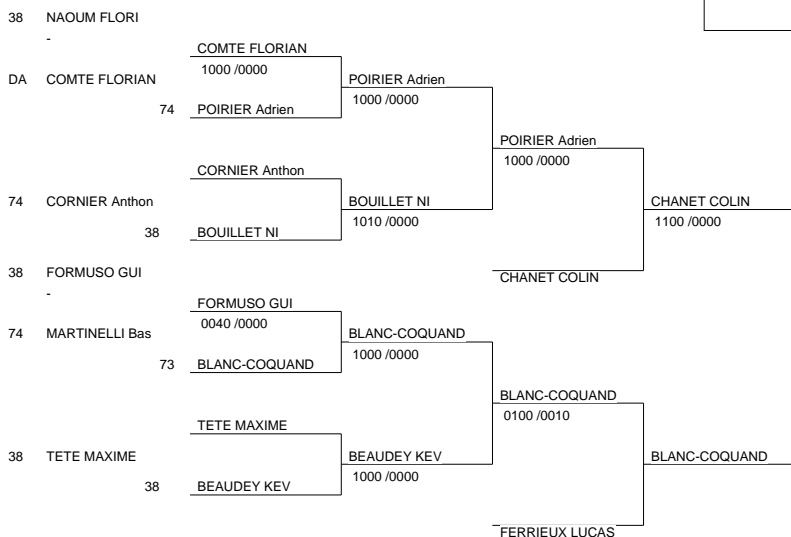 38 NAOUM FLORI
-
COMTE FLORIAN
1000 /0000
DA COMTE FLORIAN
POIRIER Adrien
1000 /0000
74 POIRIER Adrien
POIRIER Adrien
1000 /0000
CORNIER Anthon
74 CORNIER Anthon
BOUILLET NI
1010 /0000
CHANET COLIN
1100 /0000
38 BOUILLET NI
38 FORMUSO GUI
CHANET COLIN
-
FORMUSO GUI
0040 /0000
74 MARTINELLI Bas
BLANC-COQUAND
1000 /0000
73 BLANC-COQUAND
BLANC-COQUAND
0100 /0010
TETE MAXIME
38 TETE MAXIME
BEAUDEY KEV
1000 /0000
BLANC-COQUAND
38 BEAUDEY KEV
FERRIEUX LUCAS